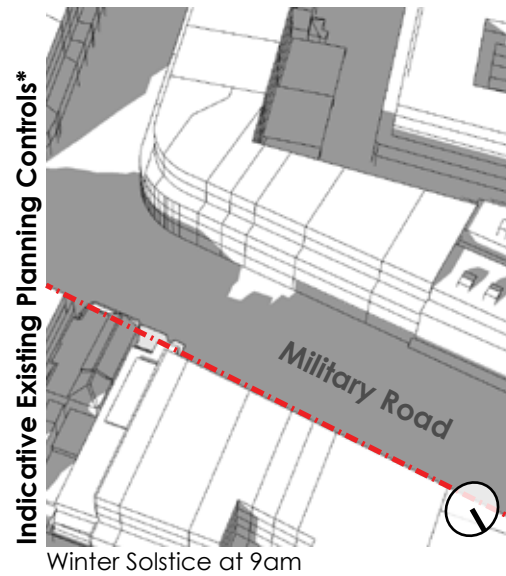 Indicative Existing Planning Controls*
Military Road
Winter Solstice at 9am